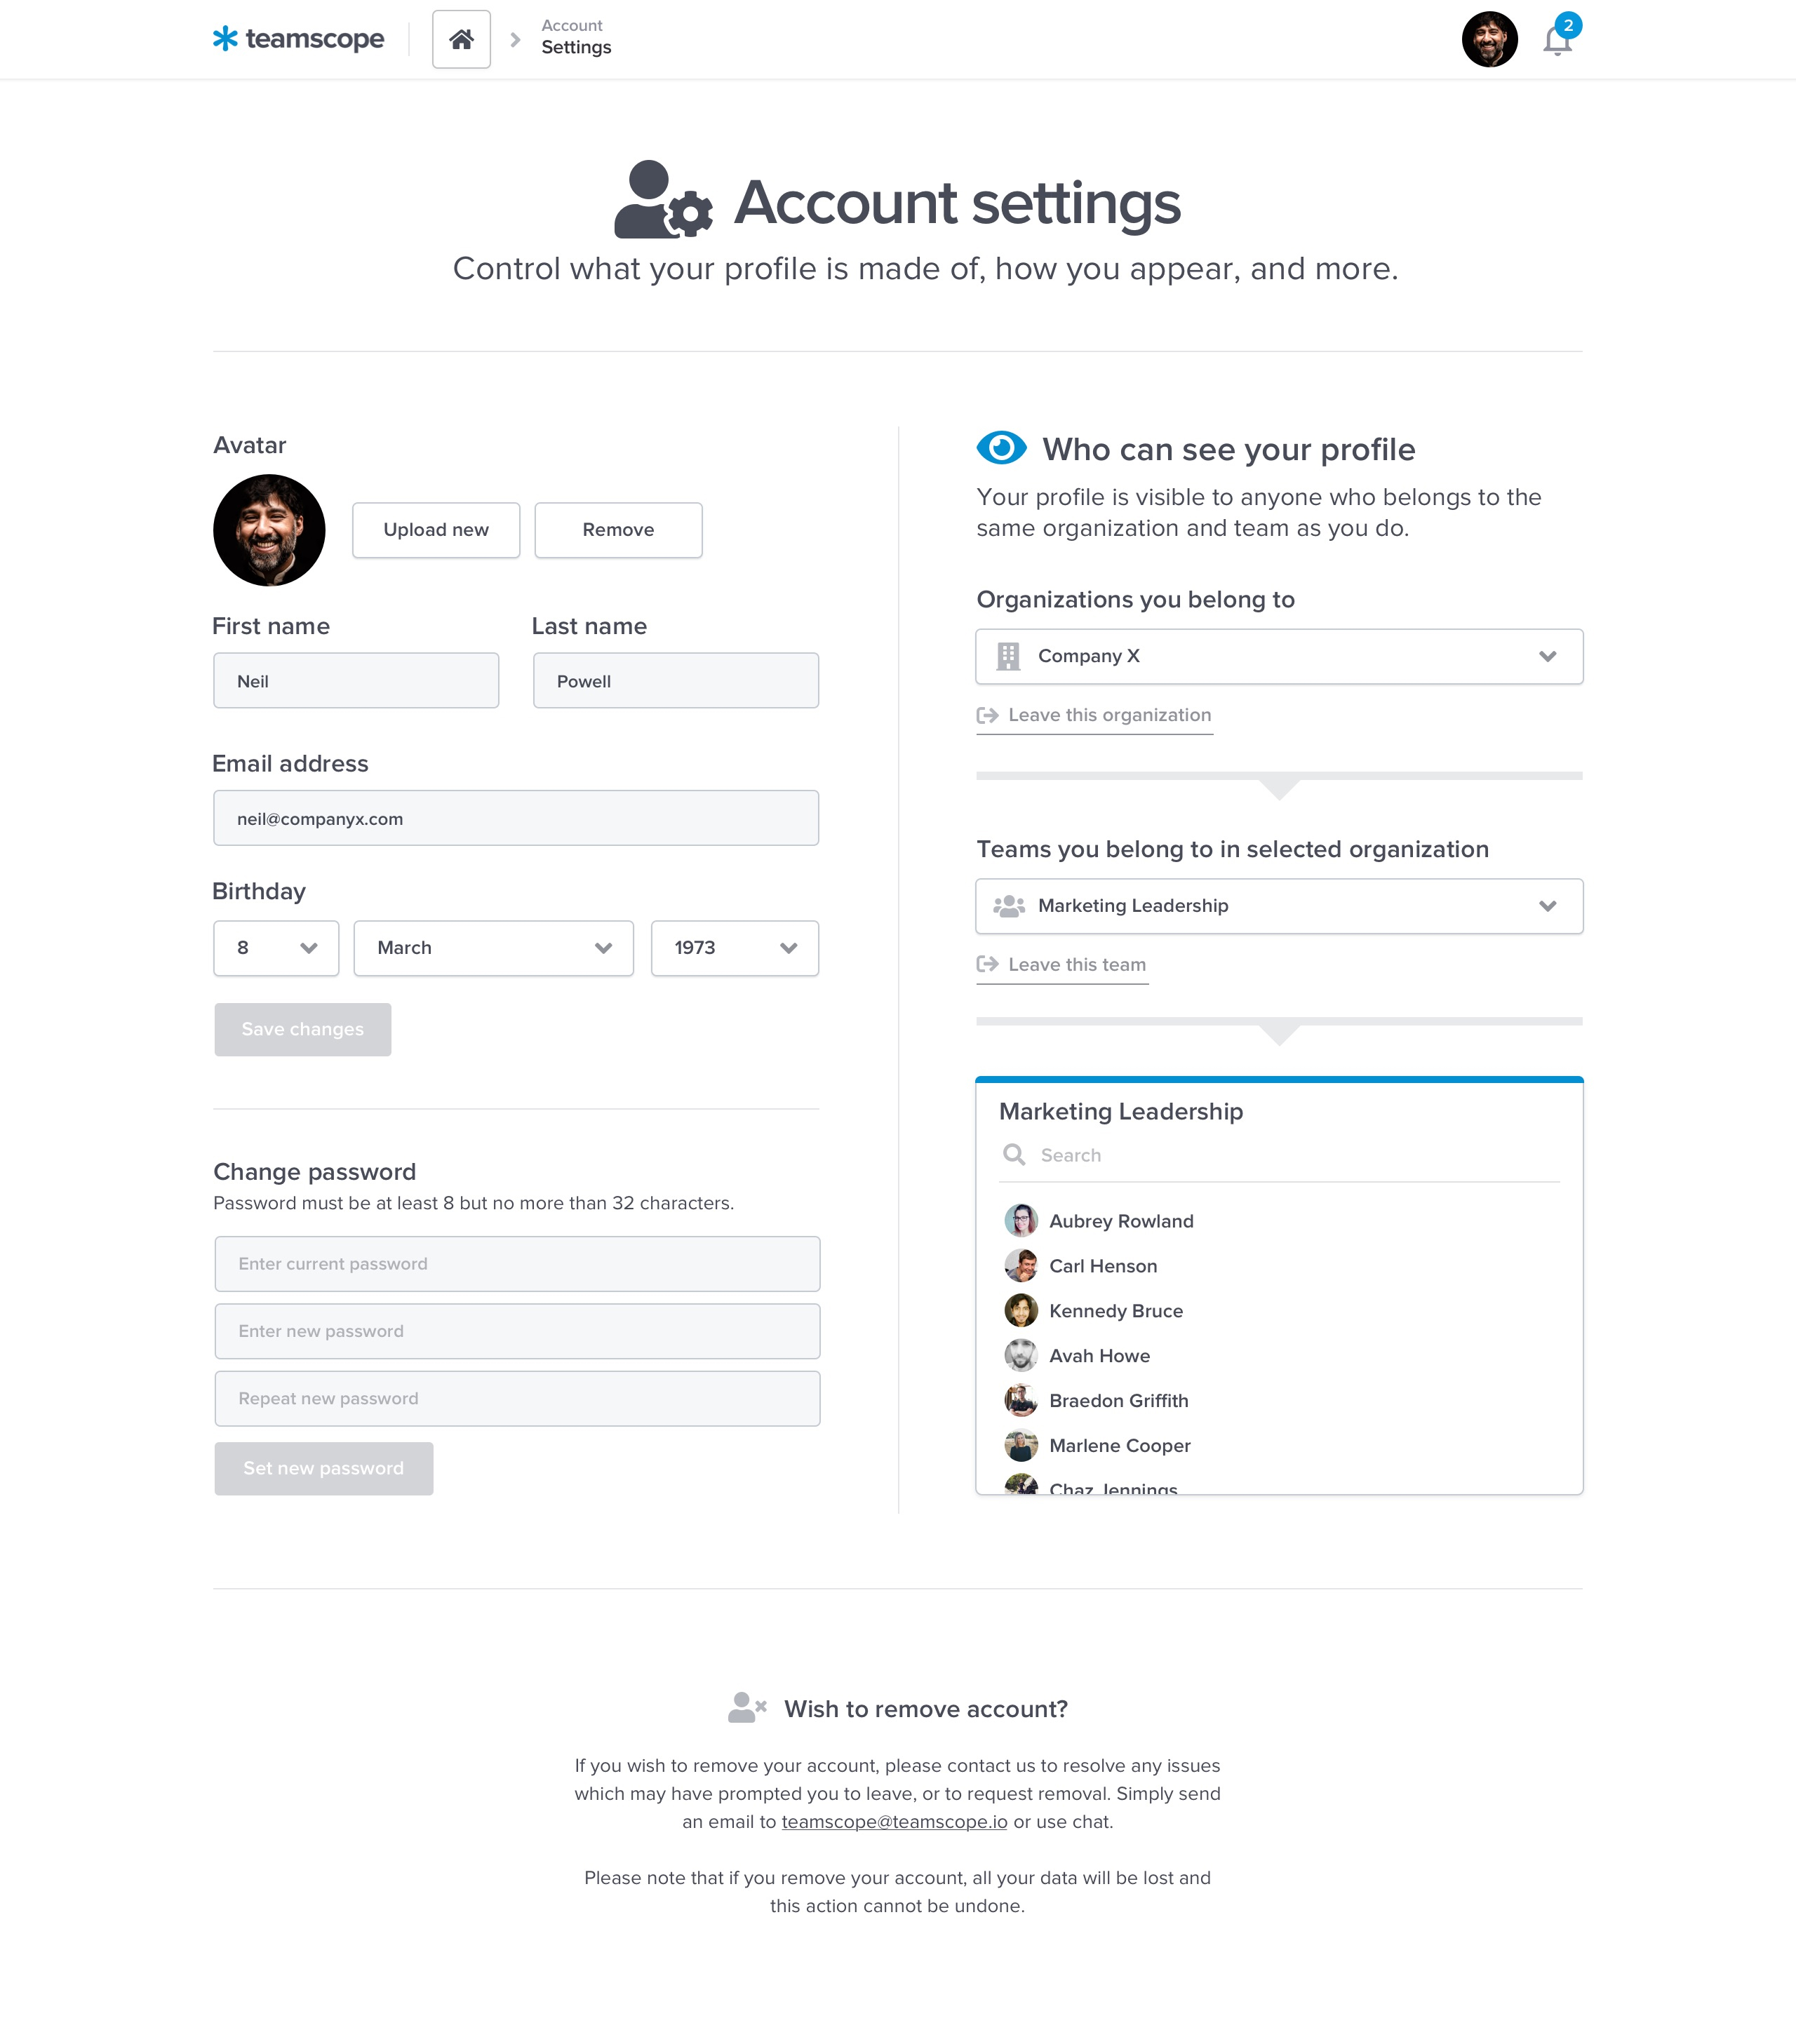 teamscope
Account
Settings
2
Account settings
Control what your profile is made of, how you appear, and more.
Avatar
Upload new
Remove
First name
Last name
Neil
Powell
Email address
neil@companyx.com
Birthday
8
March
1973
Save changes
Change password
Password must be at least 8 but no more than 32 characters.
Enter current password
Enter new password
Repeat new password
Set new password
Who can see your profile
Your profile is visible to anyone who belongs to the
same organization and team as you do.
Organizations you belong to
Company X
Leave this organization
Teams you belong to in selected organization
Marketing Leadership
Leave this team
Marketing Leadership
Search
Aubrey Rowland
Carl Henson
Kennedy Bruce
Avah Howe
Braedon Griffith
Marlene Cooper
Chaz Jennings
Wish to remove account?
If you wish to remove your account, please contact us to resolve any issues
which may have prompted you to leave, or to request removal. Simply send
an email to teamscope@teamscope.io or use chat.
Please note that if you remove your account, all your data will be lost and
this action cannot be undone.